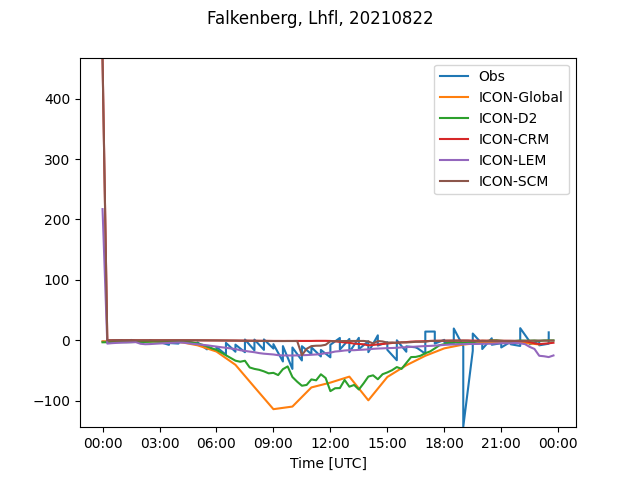 Falkenberg, Lhfl, 20210822
400
300
200
100
0
−100
Obs
ICON-Global
ICON-D2
ICON-CRM
ICON-LEM
ICON-SCM
00:00 03:00 06:00 09:00 12:00 15:00 18:00 21:00 00:00
Time [UTC]